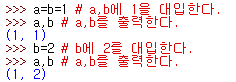 >>> a=b=1 # a,b에 1을 대입한다.
>>> a,b # a,b를 출력한다.
(1, 1)
>>> b=2 # b에 2를 대입한다.
>>> a,b # a,b를 출력한다.
(1, 2)